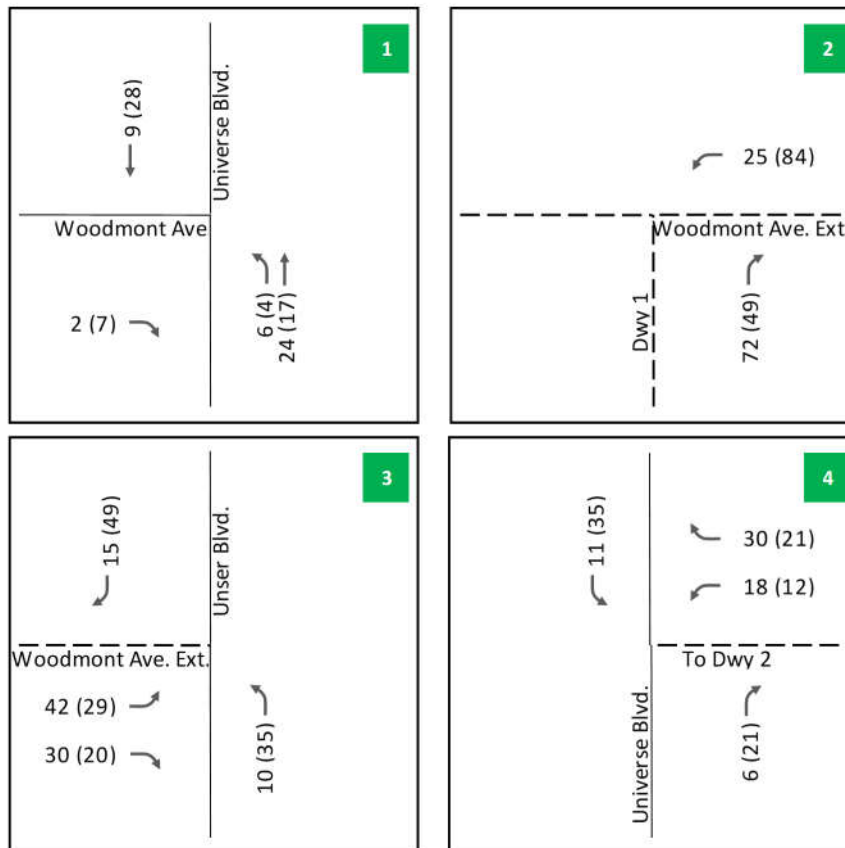 1
9 (28)
Universe Blvd.
Woodmont Ave
2 (7)
6 (4)
24 (17)
2
25 (84)
Woodmont Ave. Ext
Dwy 1
72 (49)
3
15 (49)
Unser Blvd.
Woodmont Ave. Ext.
42 (29)
30 (20)
10 (35)
4
11 (35)
30 (21)
18 (12)
To Dwy 2
Universe Blvd.
6 (21)